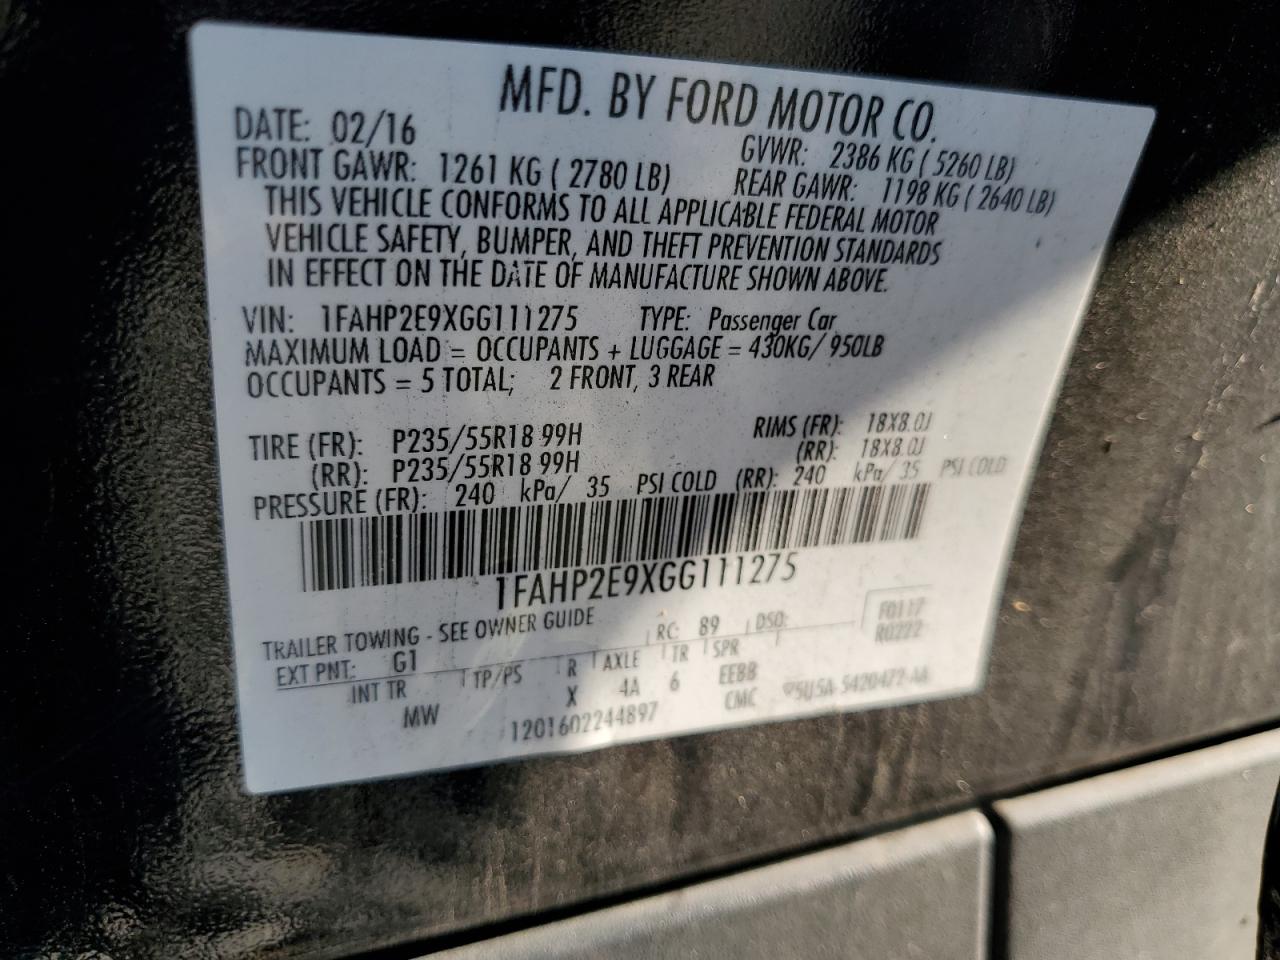 MFD. BY FORD MOTOR CO.
DATE: 02/16 GVWR: 2386 KG ( 5260 LB)
FRONT GAWR: 1261 KG ( 2780 LB) REAR GAWR: 1198 KG ( 2640 LB)
THIS VEHICLE CONFORMS TO ALL APPLICABLE FEDERAL MOTOR
VEHICLE SAFETY, BUMPER, AND THEFT PREVENTION STANDARDS
IN EFFECT ON THE DATE OF MANUFACTURE SHOWN ABOVE.
VIN: 1FAHP2E9XGG111275 TYPE: Passenger Car
MAXIMUM LOAD = OCCUPANTS + LUGGAGE = 430KG/ 950LB
OCCUPANTS = 5 TOTAL; 2 FRONT, 3 REAR
TIRE (FR): P235/55R18 99H RIMS (FR): 18X8.0J
(RR): P235/55R18 99H (RR): 18X8.0J
PRESSURE (FR): 240 kPa/ 35 PSI COLD (RR): 240 kPa/ 35 PSI COLD
1FAHP2E9XGG111275
TRAILER TOWING - SEE OWNER GUIDE RC: 89 DSO: F0117
EXT PNT: G1 R0222
INT TR TP/PS R AXLE TR SPR
MW X 4A 6 EEBB
1201602244897 CMC 5U5A-5420472-AA